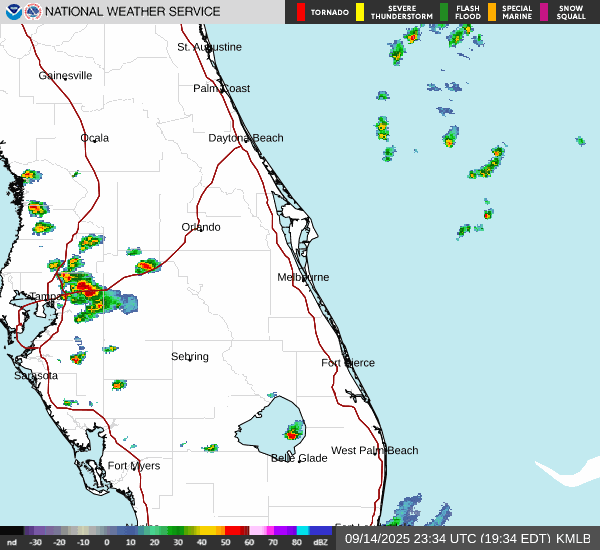 NATIONAL WEATHER SERVICE
TORNADO
SEVERE THUNDERSTORM
FLASH FLOOD
SPECIAL MARINE
SNOW SQUALL
St. Augustine
Gainesville
Palm Coast
Ocala
Daytona Beach
Orlando
Melbourne
Tampa
Sebring
Fort Pierce
Sarasota
West Palm Beach
Belle Glade
Fort Myers
nd -30 -20 -10 0 10 20 30 40 50 60 70 80 dBZ
09/14/2025 23:34 UTC (19:34 EDT) KMLB